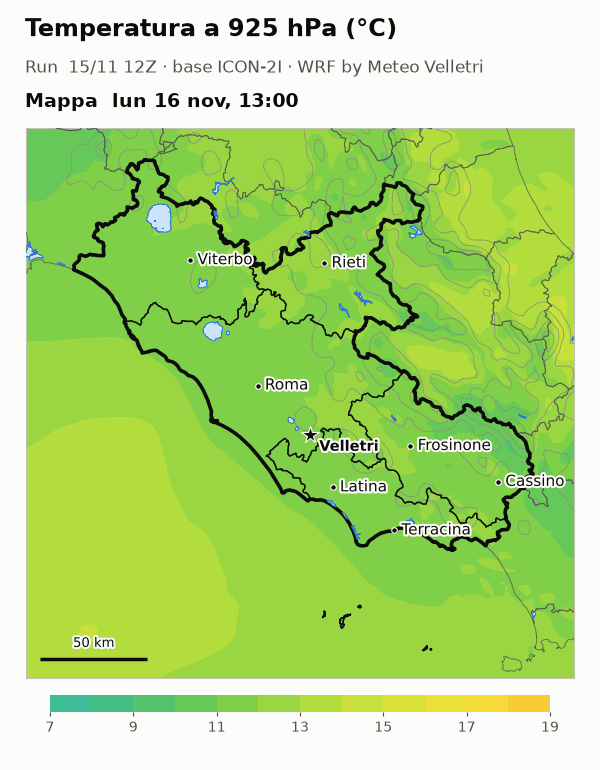 Temperatura a 925 hPa (°C)
Run  15/11 12Z · base ICON-2I · WRF by Meteo Velletri
Mappa  lun 16 nov, 13:00
Viterbo
Rieti
Roma
Velletri
Frosinone
Latina
Cassino
Terracina
50 km
7 9 11 13 15 17 19